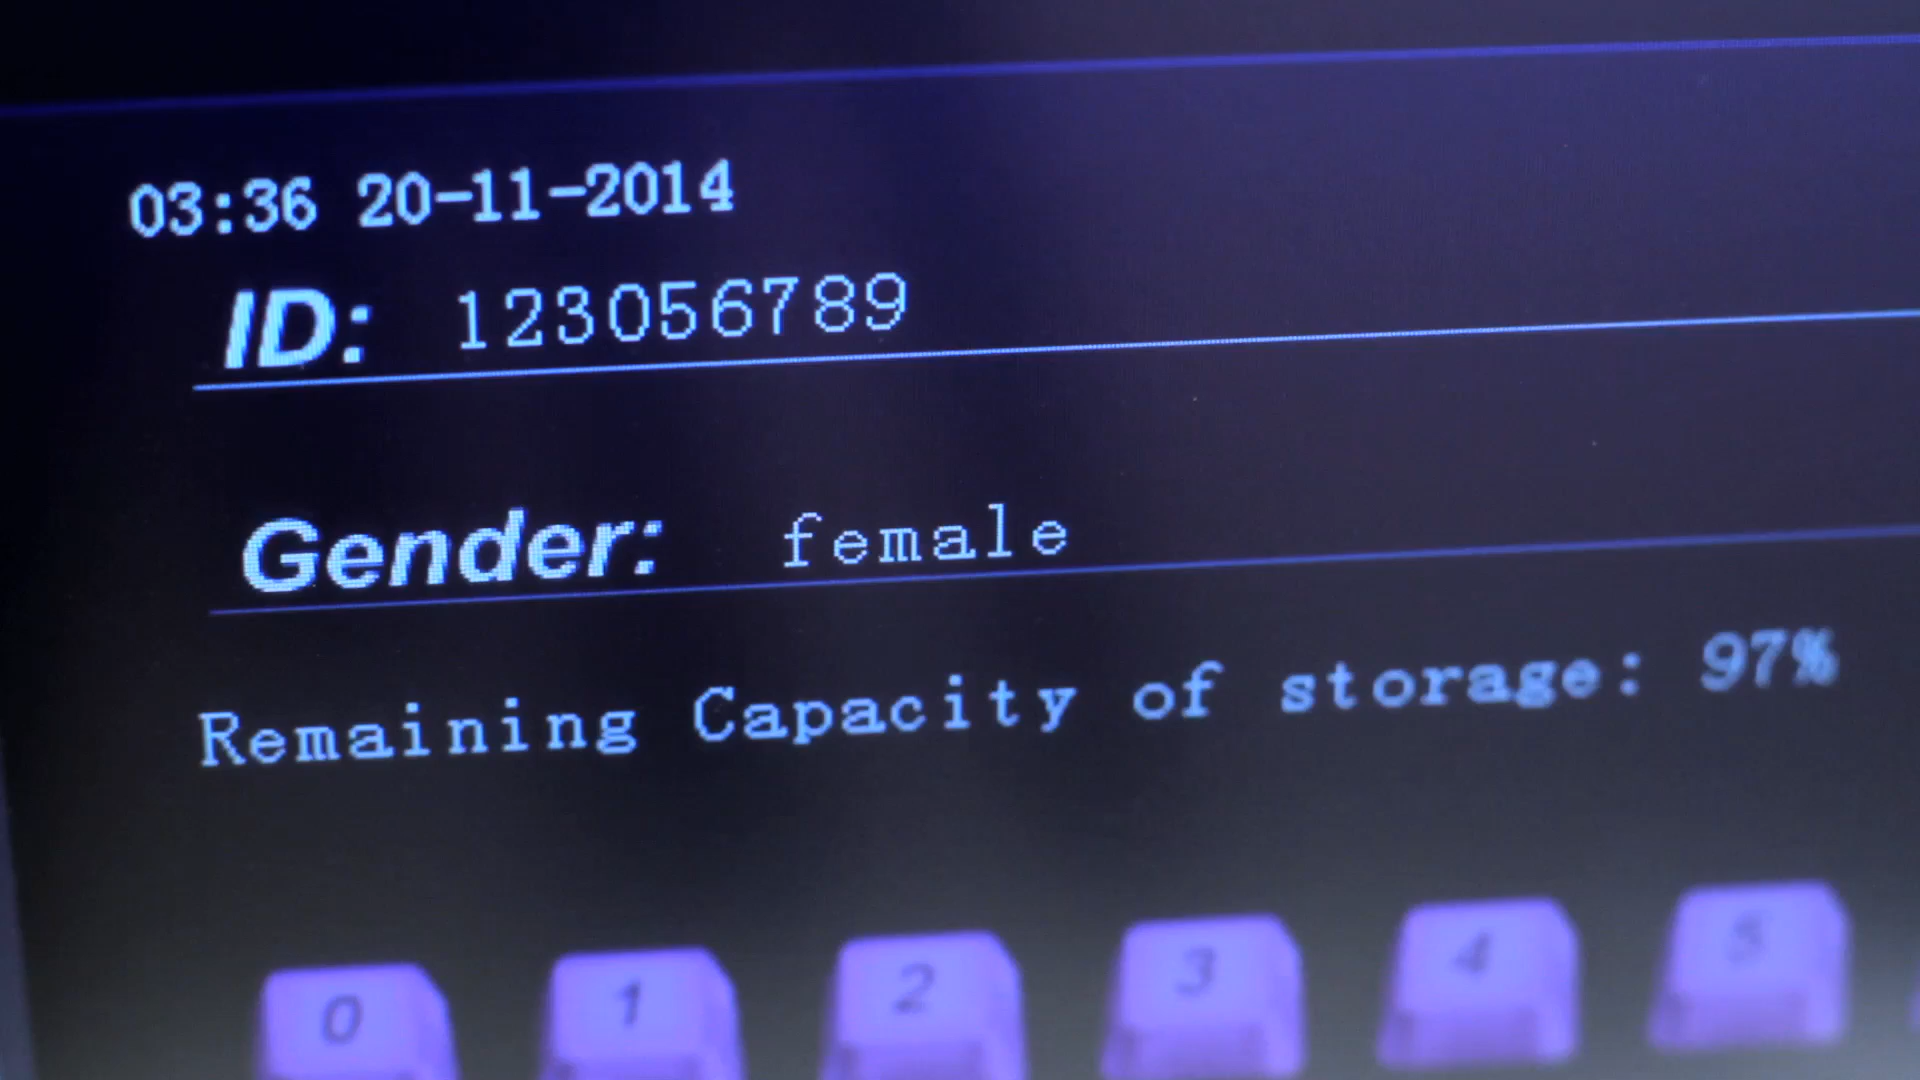 03:36 20-11-2014
ID: 123056789
Gender: female
Remaining Capacity of storage: 97%
0 1 2 3 4 5